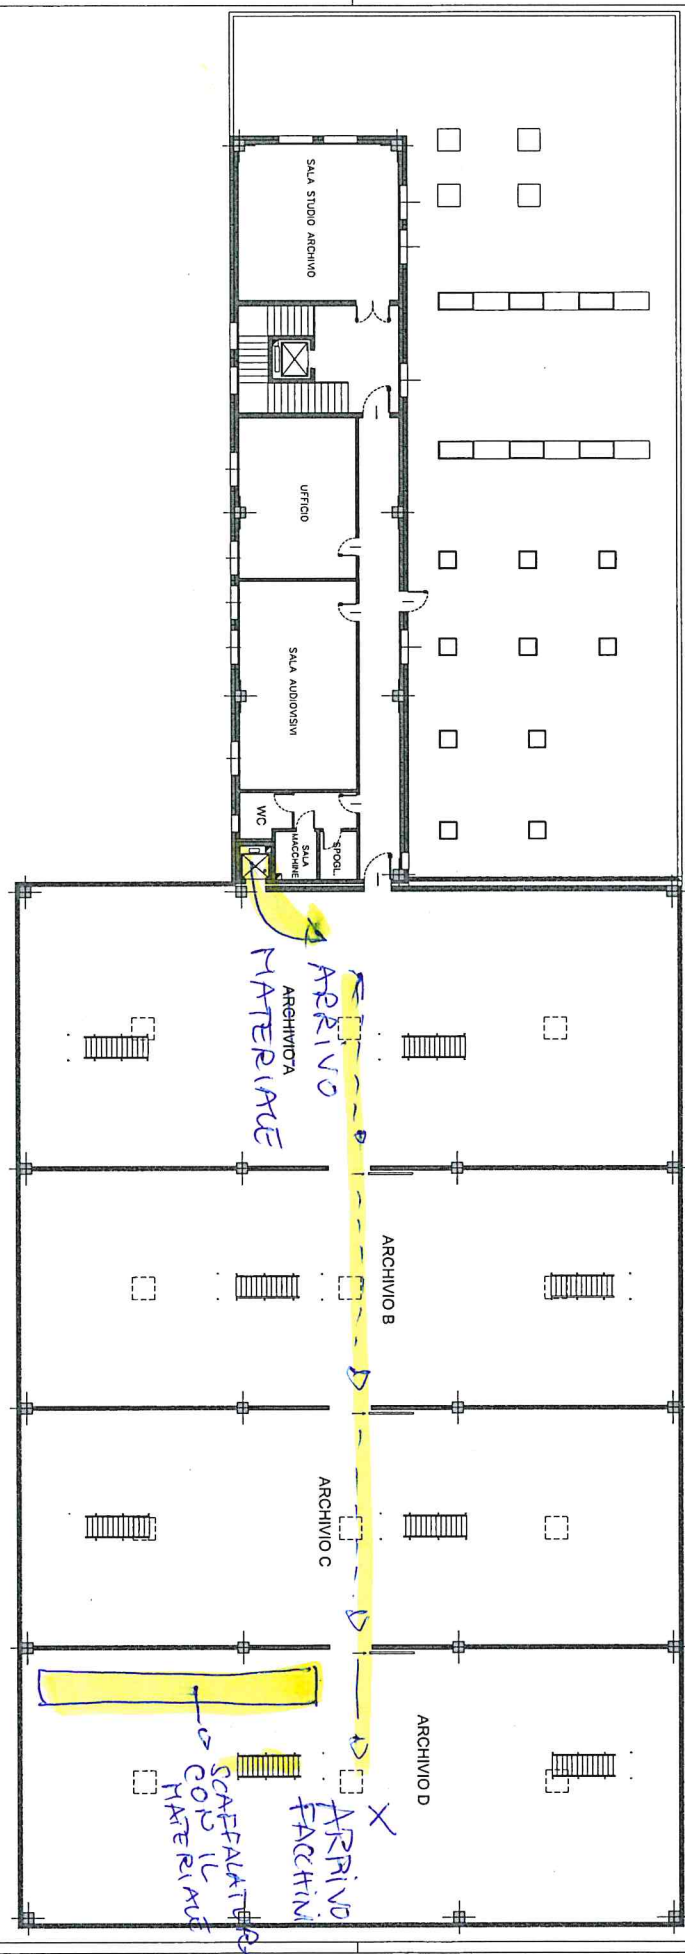 SALA STUDIO ARCHIVIO
UFFICIO
SALA AUDIOVISIVI
WC
SALA
MACCHINE
SPOGL.
ARRIVO
MATERIALE
ARCHIVIO A
ARCHIVIO B
ARCHIVIO C
ARCHIVIO D
X
ARRIVO
FACCHINI
SCAFFALATURA
CON IL
MATERIALE